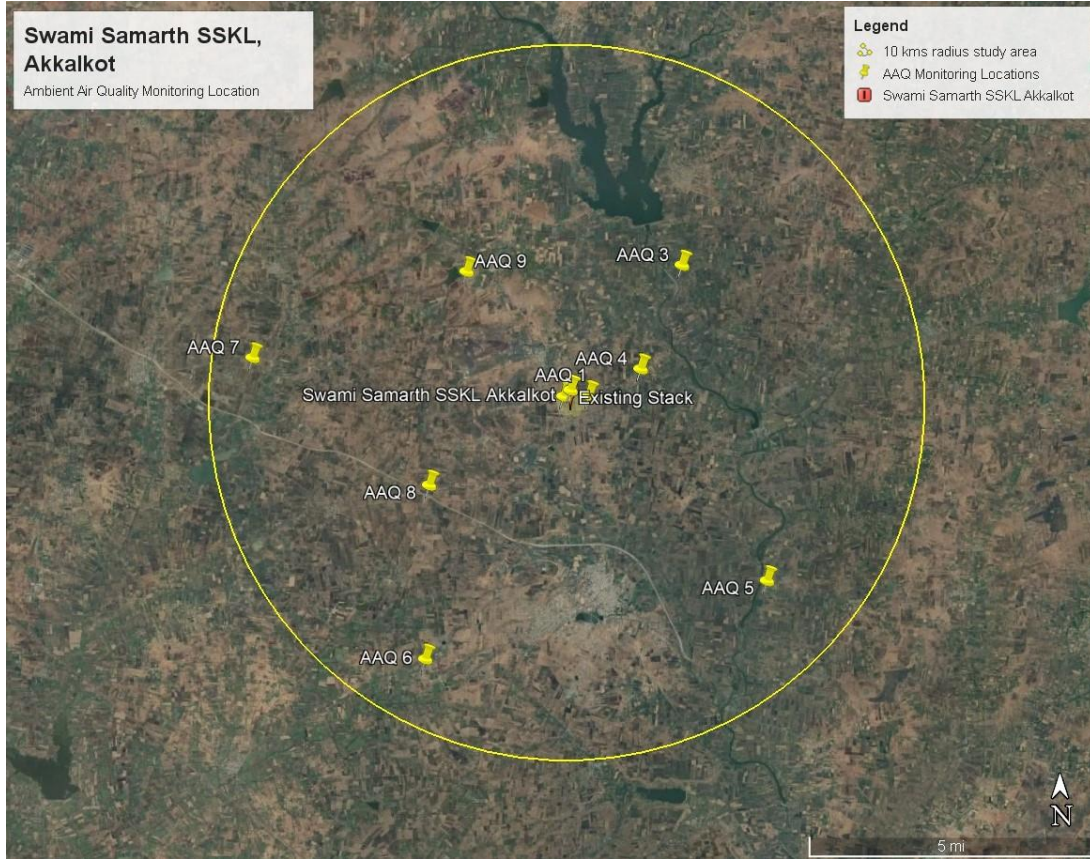 Swami Samarth SSKL,
Akkalkot
Ambient Air Quality Monitoring Location
Legend
10 kms radius study area
AAQ Monitoring Locations
Swami Samarth SSKL Akkalkot
AAQ 9
AAQ 3
AAQ 7
AAQ 4
AAQ 1
Swami Samarth SSKL Akkalkot
Existing Stack
AAQ 8
AAQ 5
AAQ 6
N
5 mi